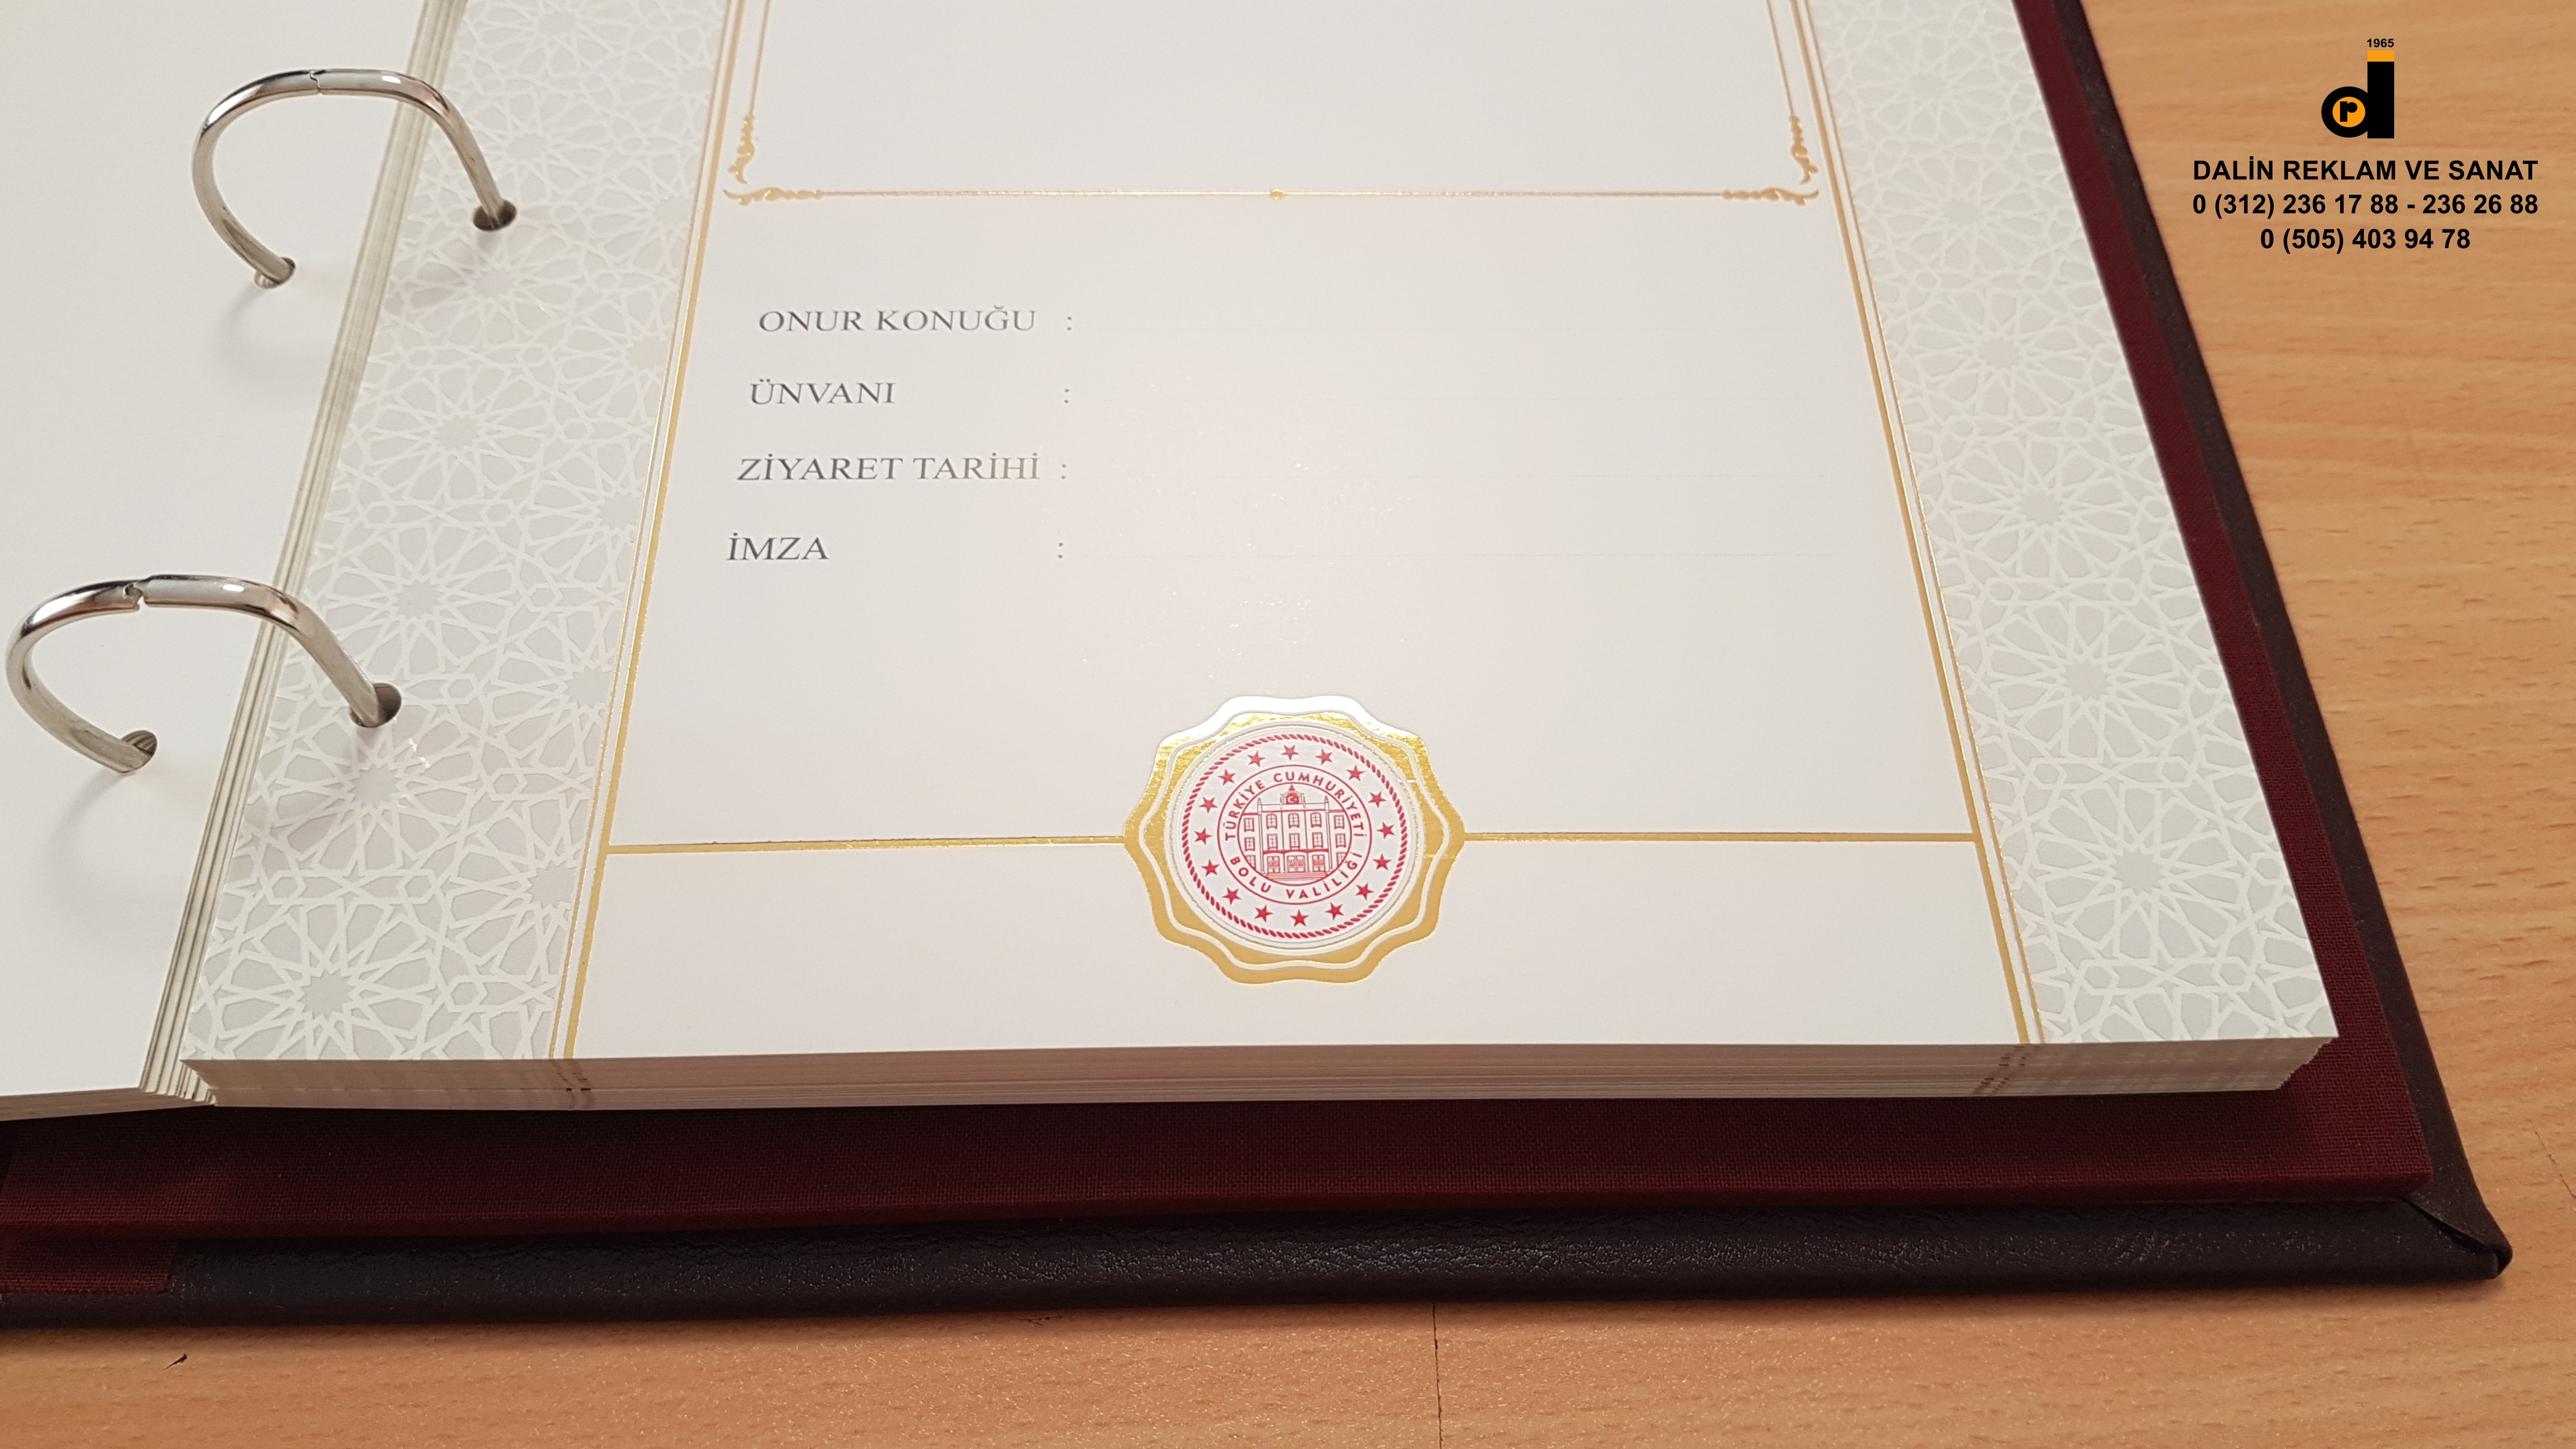 1965
DALİN REKLAM VE SANAT
0 (312) 236 17 88 - 236 26 88
0 (505) 403 94 78
ONUR KONUĞU :
ÜNVANI :
ZİYARET TARİHİ :
İMZA :
TÜRKİYE CUMHURİYETİ
BOLU VALİLİĞİ